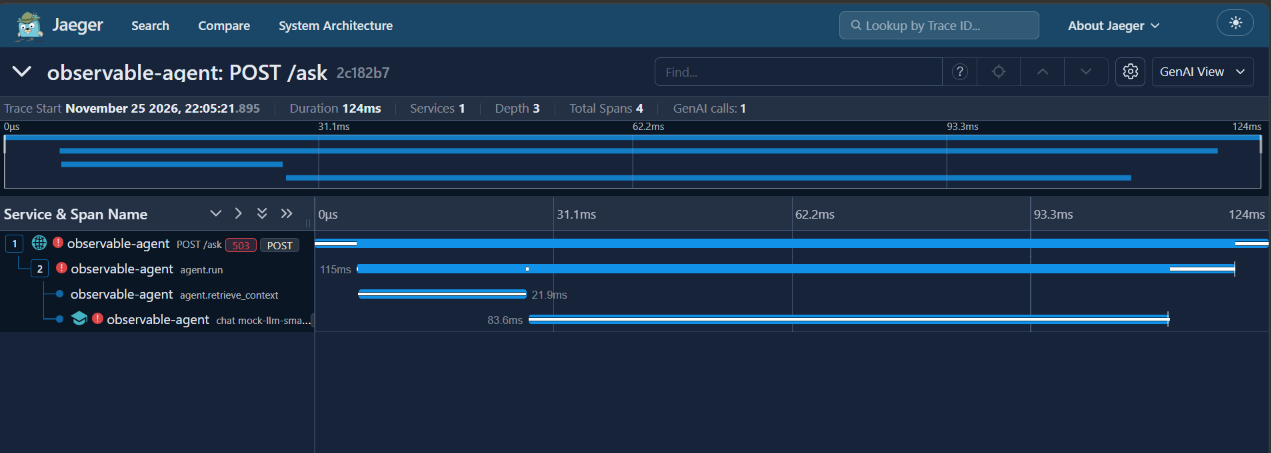 Jaeger Search Compare System Architecture Lookup by Trace ID... About Jaeger
observable-agent: POST /ask 2c182b7 Find... ? GenAI View
Trace Start November 25 2026, 22:05:21.895 Duration 124ms Services 1 Depth 3 Total Spans 4 GenAI calls: 1
0μs 31.1ms 62.2ms 93.3ms 124ms
Service & Span Name 0μs 31.1ms 62.2ms 93.3ms 124ms
1 observable-agent POST /ask 503 POST
2 observable-agent agent.run 115ms
observable-agent agent.retrieve_context 21.9ms
observable-agent chat mock-llm-sma... 83.6ms